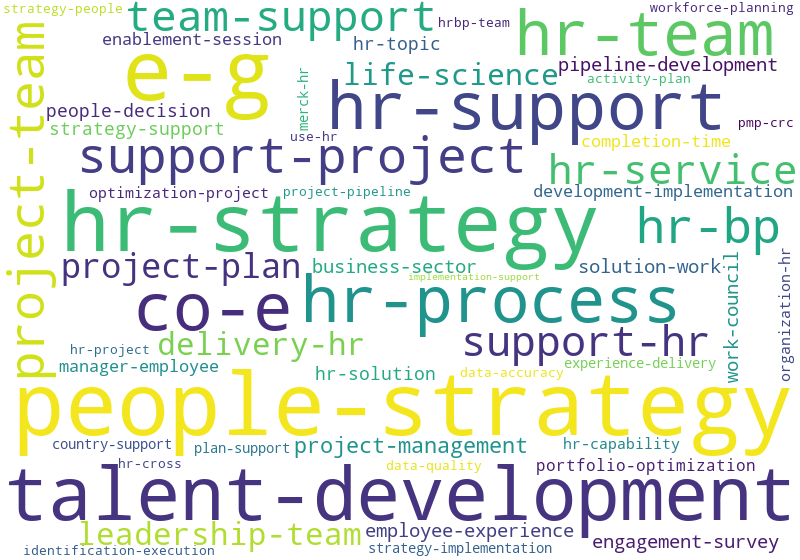 strategy-people
team-support
hrbp-team
workforce-planning
enablement-session
hr-topic
hr-team
e-g
life-science
pipeline-development
activity-plan
merck-hr
people-decision
hr-support
strategy-support
use-hr
pmp-crc
project-team
support-project
completion-time
hr-service
optimization-project
project-pipeline
development-implementation
hr-strategy
hr-bp
project-plan
business-sector
implementation-support
solution-work
work-council
organization-hr
co-e
hr-process
hr-project
delivery-hr
support-hr
manager-employee
hr-solution
data-accuracy
experience-delivery
people-strategy
country-support
plan-support
project-management
hr-capability
hr-cross
data-quality
portfolio-optimization
talent-development
leadership-team
employee-experience
engagement-survey
identification-execution
strategy-implementation